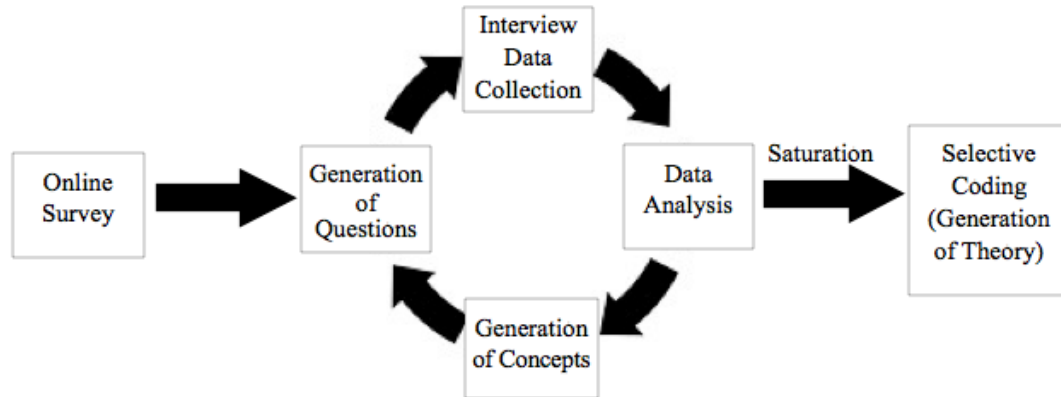 Online
Survey
Generation
of
Questions
Interview
Data
Collection
Data
Analysis
Generation
of Concepts
Saturation
Selective
Coding
(Generation
of Theory)